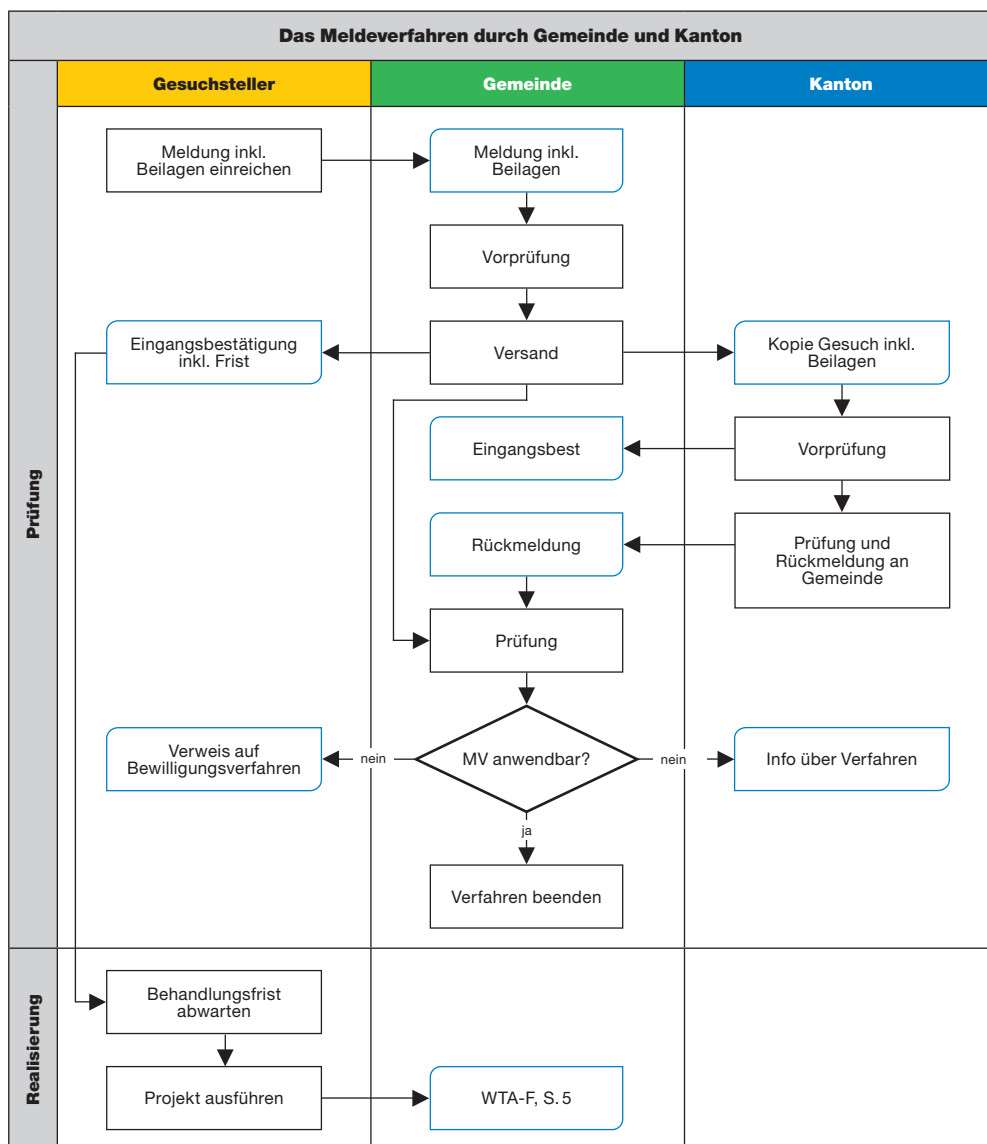 Das Meldeverfahren durch Gemeinde und Kanton
Gesuchsteller
Gemeinde
Kanton
Prüfung
Meldung inkl.
Beilagen einreichen
Meldung inkl.
Beilagen
Vorprüfung
Eingangsbestätigung
inkl. Frist
Versand
Kopie Gesuch inkl.
Beilagen
Eingangsbest
Vorprüfung
Rückmeldung
Prüfung und
Rückmeldung an
Gemeinde
Prüfung
Verweis auf
Bewilligungsverfahren
nein
MV anwendbar?
nein
Info über Verfahren
ja
Verfahren beenden
Realisierung
Behandlungsfrist
abwarten
Projekt ausführen
WTA-F, S. 5